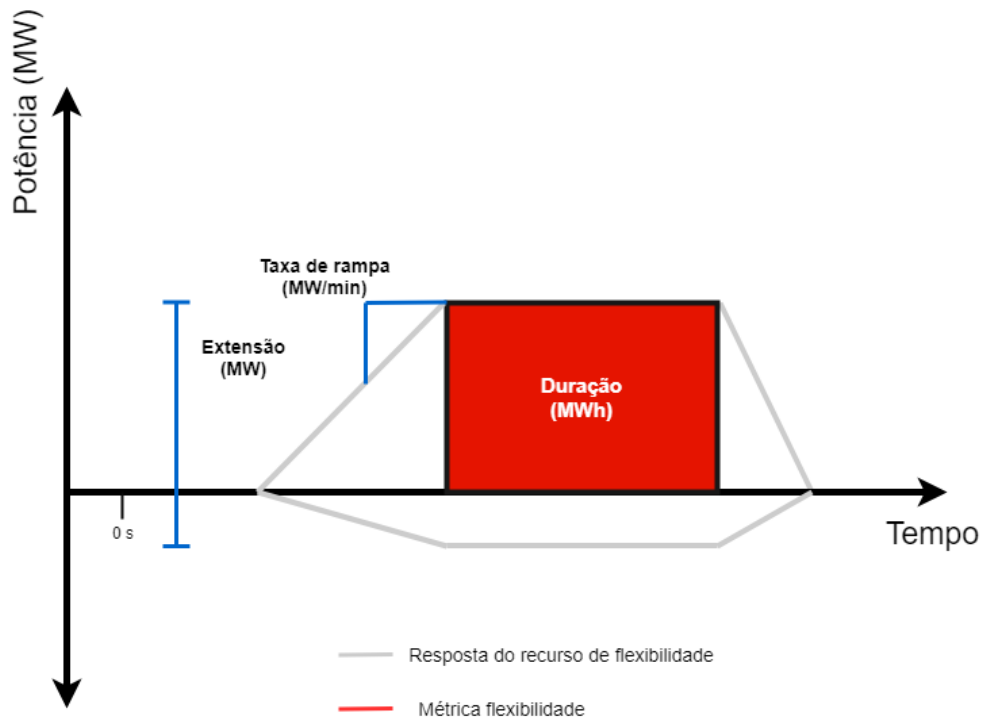 Potência (MW)
Taxa de rampa
(MW/min)
Extensão
(MW)
Duração
(MWh)
0 s
Tempo
Resposta do recurso de flexibilidade
Métrica flexibilidade